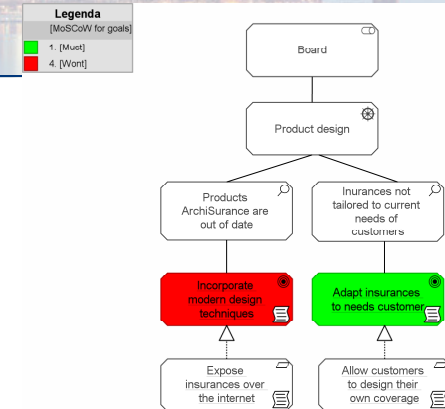 Legenda
[MoSCoW for goals]
1. [Must]
4. [Wont]
Board
Product design
Products
ArchiSurance are
out of date
Inurances not
tailored to current
needs of
customers
Incorporate
modern design
techniques
Adapt insurances
to needs customer
Expose
insurances over
the internet
Allow customers
to design their
own coverage